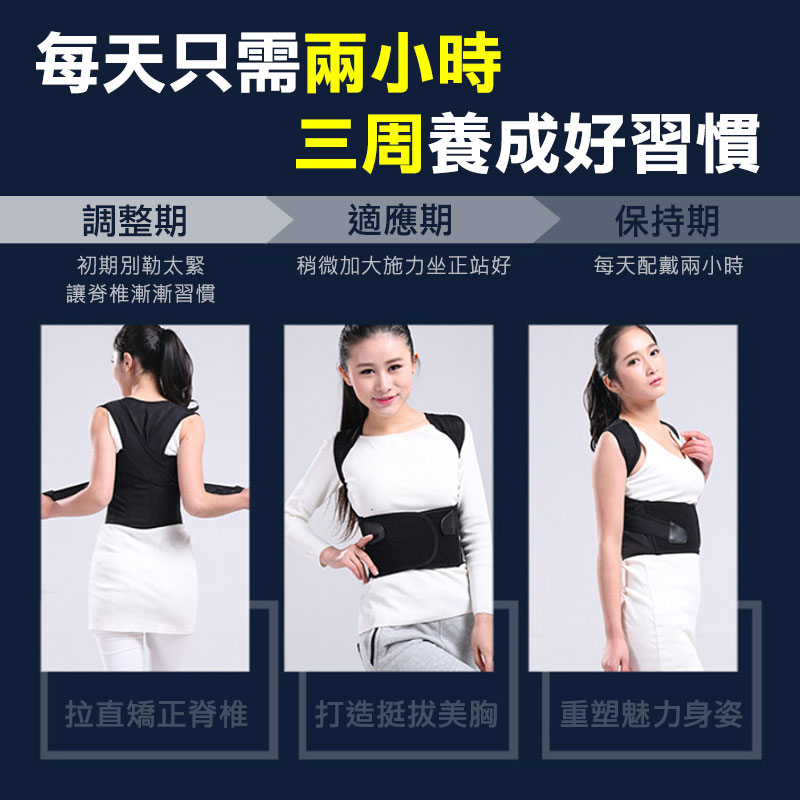 每天只需兩小時
三周養成好習慣
調整期
適應期
保持期
初期別勒太緊
讓脊椎漸漸習慣
稍微加大施力坐正站好
每天配戴兩小時
拉直矯正脊椎
打造挺拔美胸
重塑魅力身姿